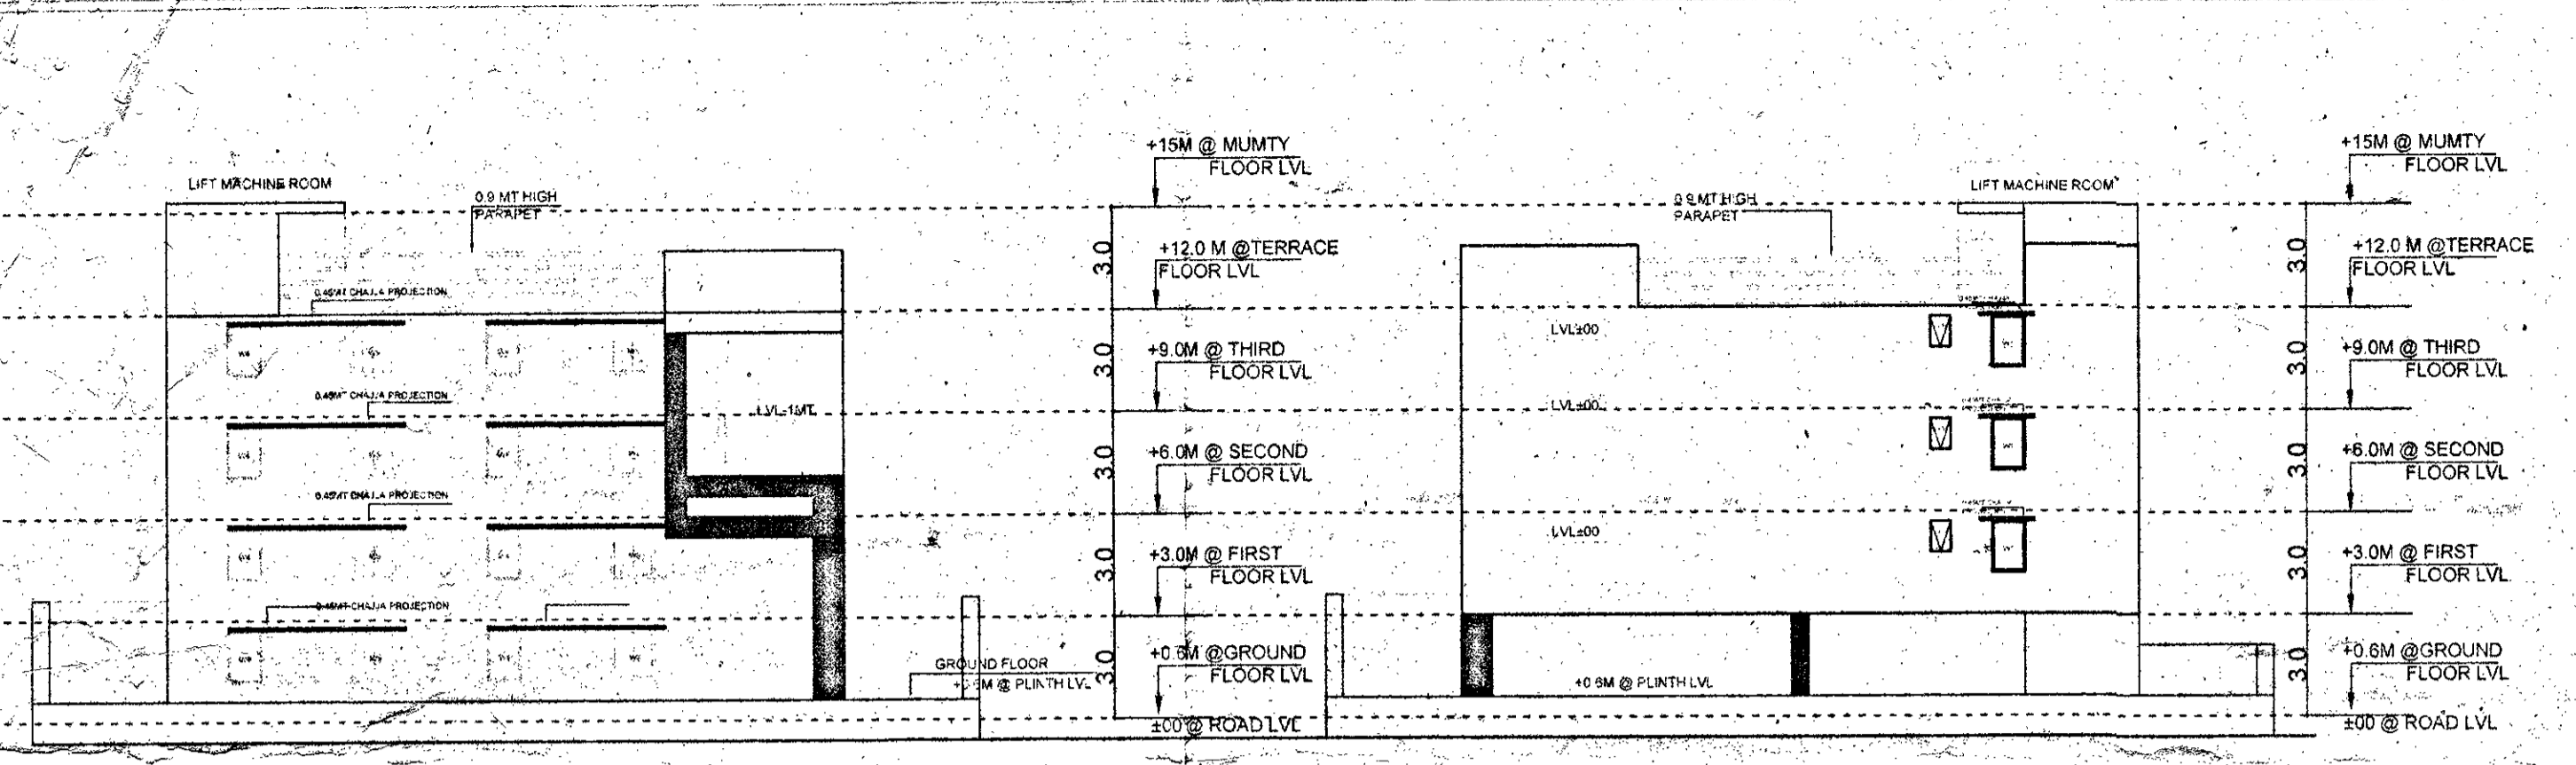 LIFT MACHINE ROOM
0.9 MT HIGH
PARAPET
0.45MT CHAJJA PROJECTION
0.45MT CHAJJA PROJECTION
0.45MT CHAJJA PROJECTION
0.45MT CHAJJA PROJECTION
LVL-1MT
GROUND FLOOR
M @ PLINTH LVL
+15M @ MUMTY
FLOOR LVL
3.0
+12.0 M @TERRACE
FLOOR LVL
3.0
+9.0M @ THIRD
FLOOR LVL
3.0
+6.0M @ SECOND
FLOOR LVL
3.0
+3.0M @ FIRST
FLOOR LVL
3.0
+0.6M @GROUND
FLOOR LVL
±00 @ ROAD LVL
0.9 MT HIGH
PARAPET
LIFT MACHINE ROOM
LVL±00
LVL±00
LVL±00
+0.6M @ PLINTH LVL
+15M @ MUMTY
FLOOR LVL
3.0
+12.0 M @TERRACE
FLOOR LVL
3.0
+9.0M @ THIRD
FLOOR LVL
3.0
+6.0M @ SECOND
FLOOR LVL
3.0
+3.0M @ FIRST
FLOOR LVL
3.0
+0.6M @GROUND
FLOOR LVL
±00 @ ROAD LVL